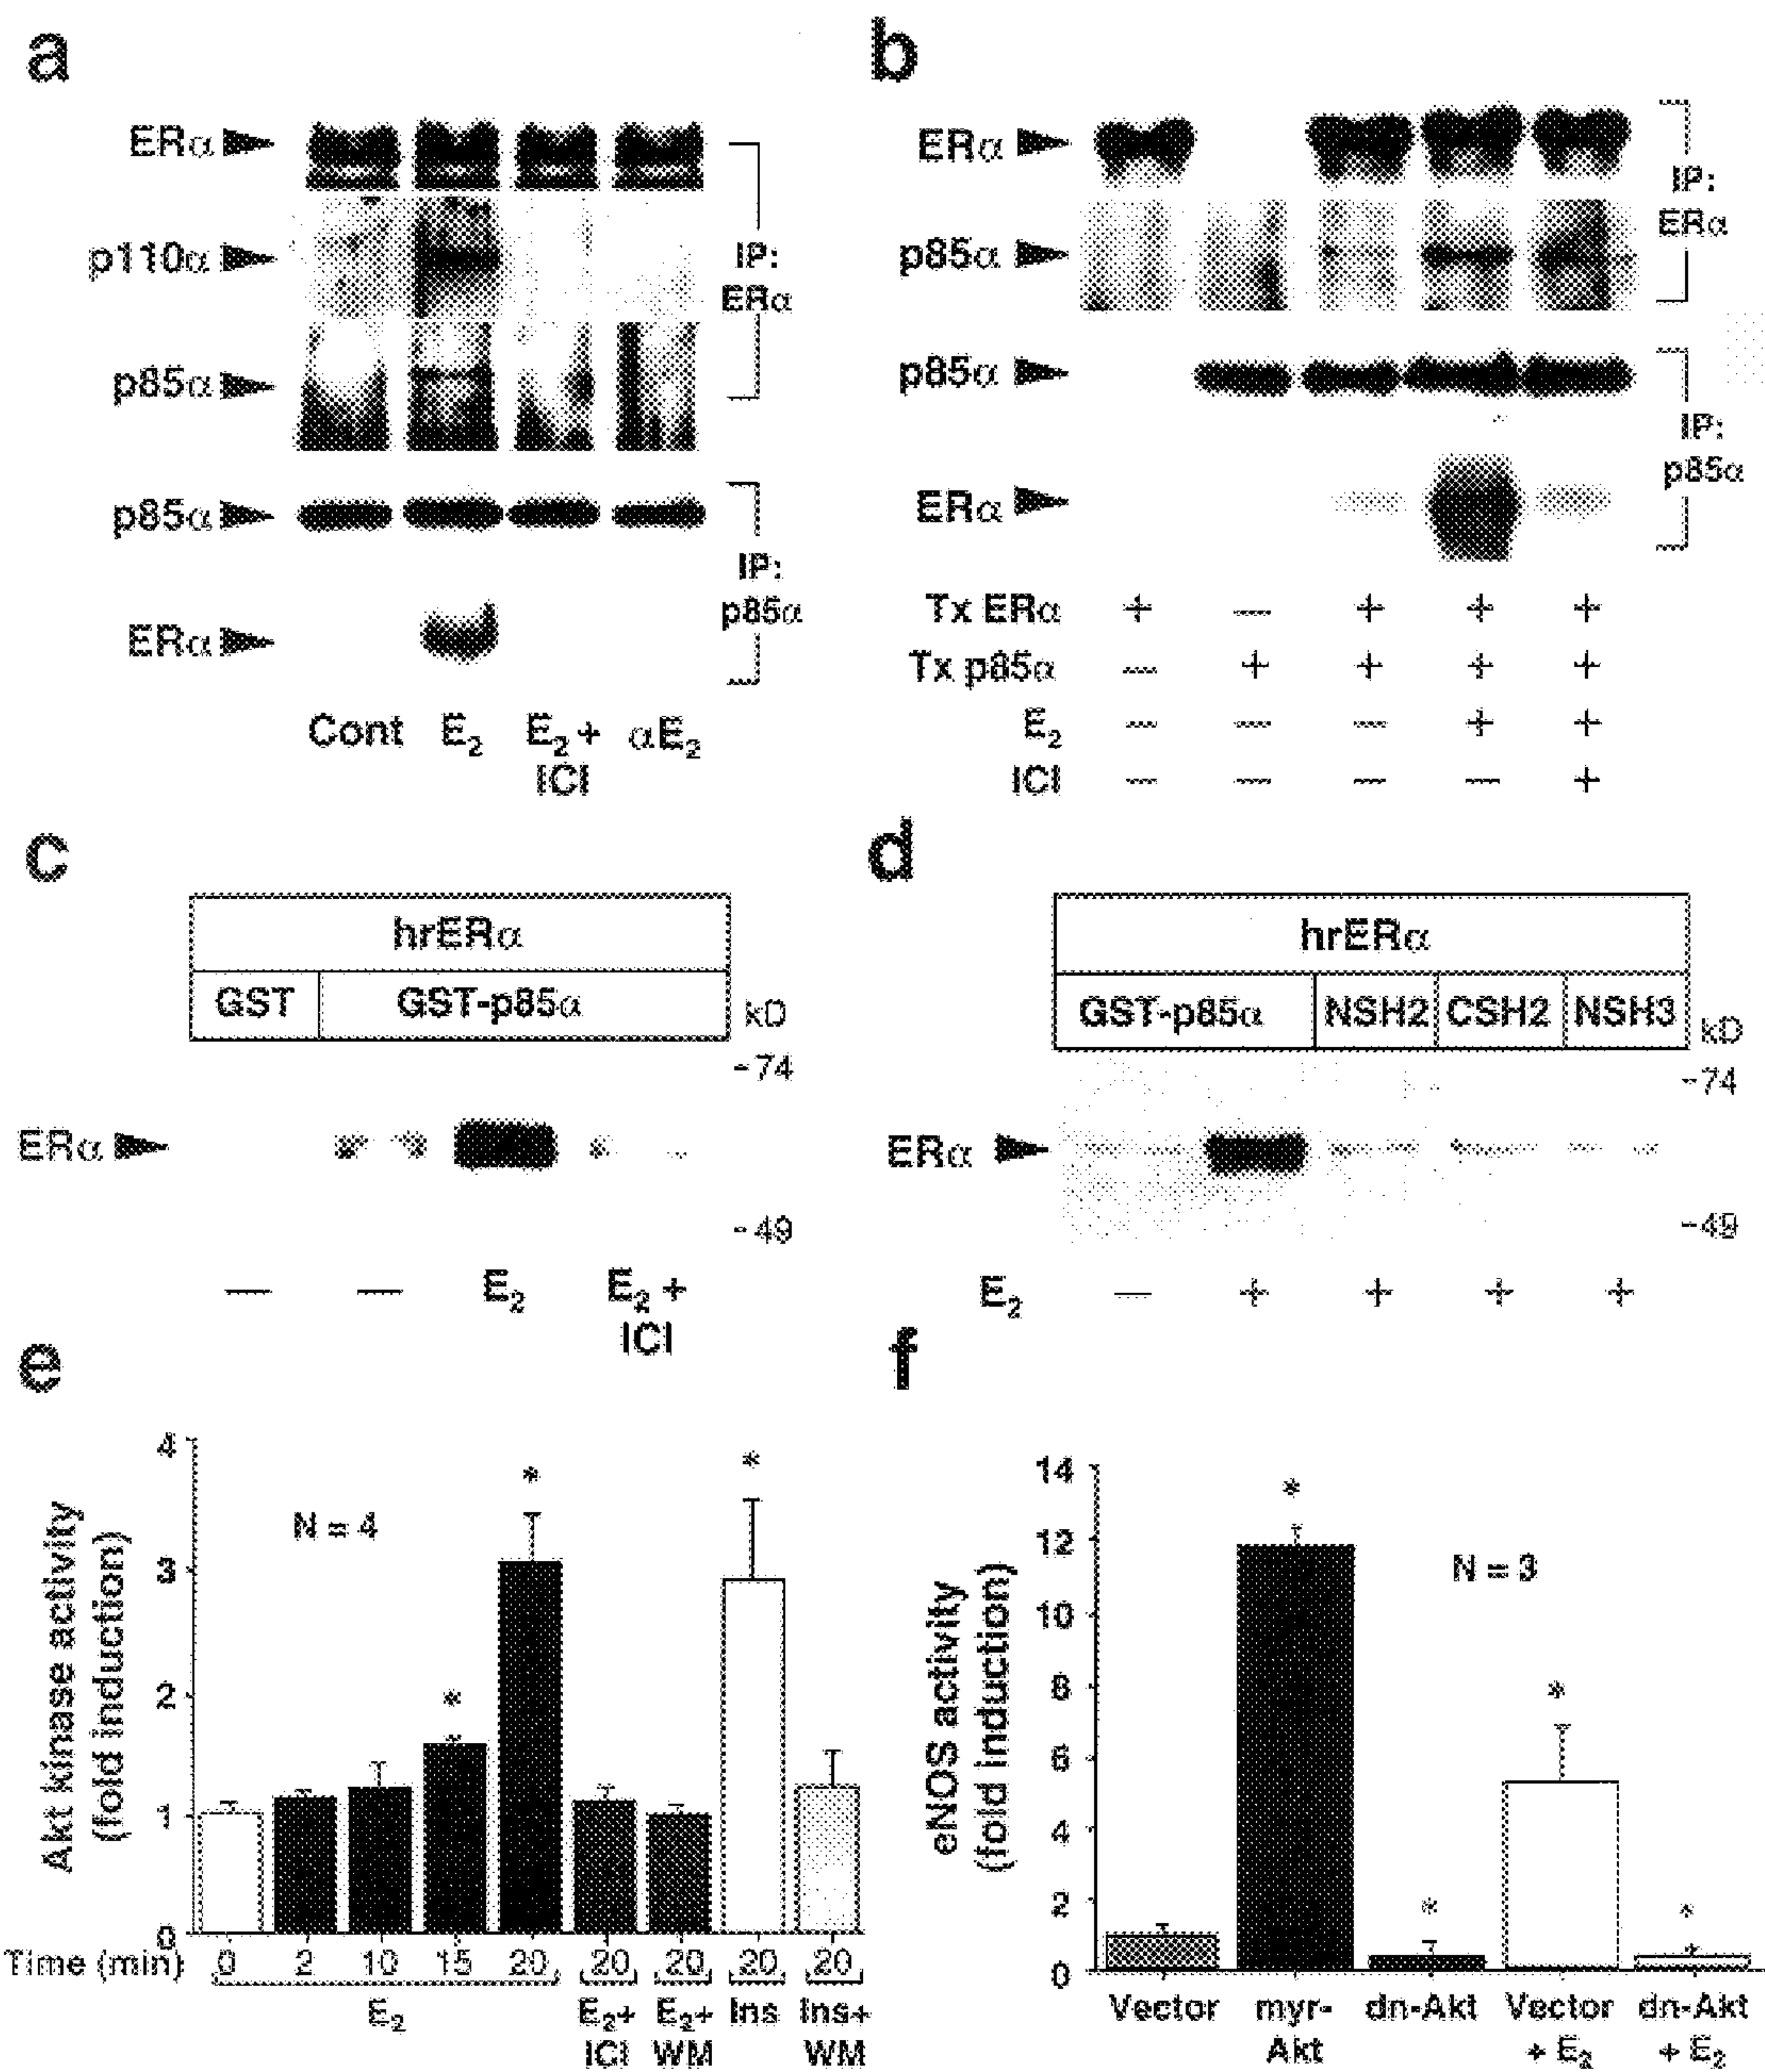 a
ERα
p110α
p85α
IP:
ERα
p85α
ERα
IP:
p85α
Cont E₂ E₂ + ICI αE₂
b
ERα
p85α
IP:
ERα
p85α
ERα
IP:
p85α
Tx ERα + — + + +
Tx p85α — + + + +
E₂ — — — + +
ICI — — — — +
c
hrERα
GST GST-p85α kD
-74
ERα
-49
— — E₂ E₂ +
ICI
d
hrERα
GST-p85α NSH2 CSH2 NSH3 kD
-74
ERα
-49
E₂ — + + + +
e
Akt kinase activity
(fold induction)
4
3
2
1
0
N = 4
* * *
Time (min) 0 2 10 15 20 20 20 20 20
E₂ E₂+ E₂+ Ins Ins+
ICI WM WM
f
eNOS activity
(fold induction)
14
12
10
8
6
4
2
0
N = 3
* * * *
Vector myr- dn-Akt Vector dn-Akt
Akt + E₂ + E₂